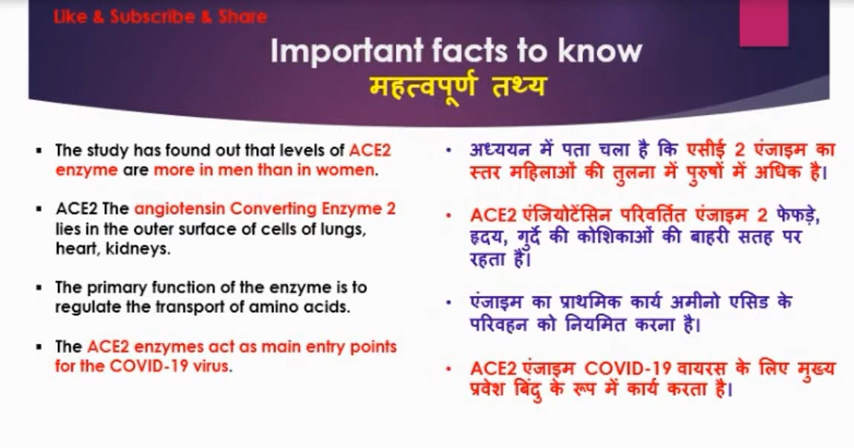 Like & Subscribe & Share
Important facts to know
महत्वपूर्ण तथ्य
▪ The study has found out that levels of ACE2
enzyme are more in men than in women.
▪ ACE2 The angiotensin Converting Enzyme 2
lies in the outer surface of cells of lungs,
heart, kidneys.
▪ The primary function of the enzyme is to
regulate the transport of amino acids.
▪ The ACE2 enzymes act as main entry points
for the COVID-19 virus.
• अध्ययन में पता चला है कि एसीई 2 एंजाइम का
स्तर महिलाओं की तुलना में पुरुषों में अधिक है।
• ACE2 एंजियोटेंसिन परिवर्तित एंजाइम 2 फेफड़े,
हृदय, गुर्दे की कोशिकाओं की बाहरी सतह पर
रहता है।
• एंजाइम का प्राथमिक कार्य अमीनो एसिड के
परिवहन को नियमित करना है।
• ACE2 एंजाइम COVID-19 वायरस के लिए मुख्य
प्रवेश बिंदु के रूप में कार्य करता है।